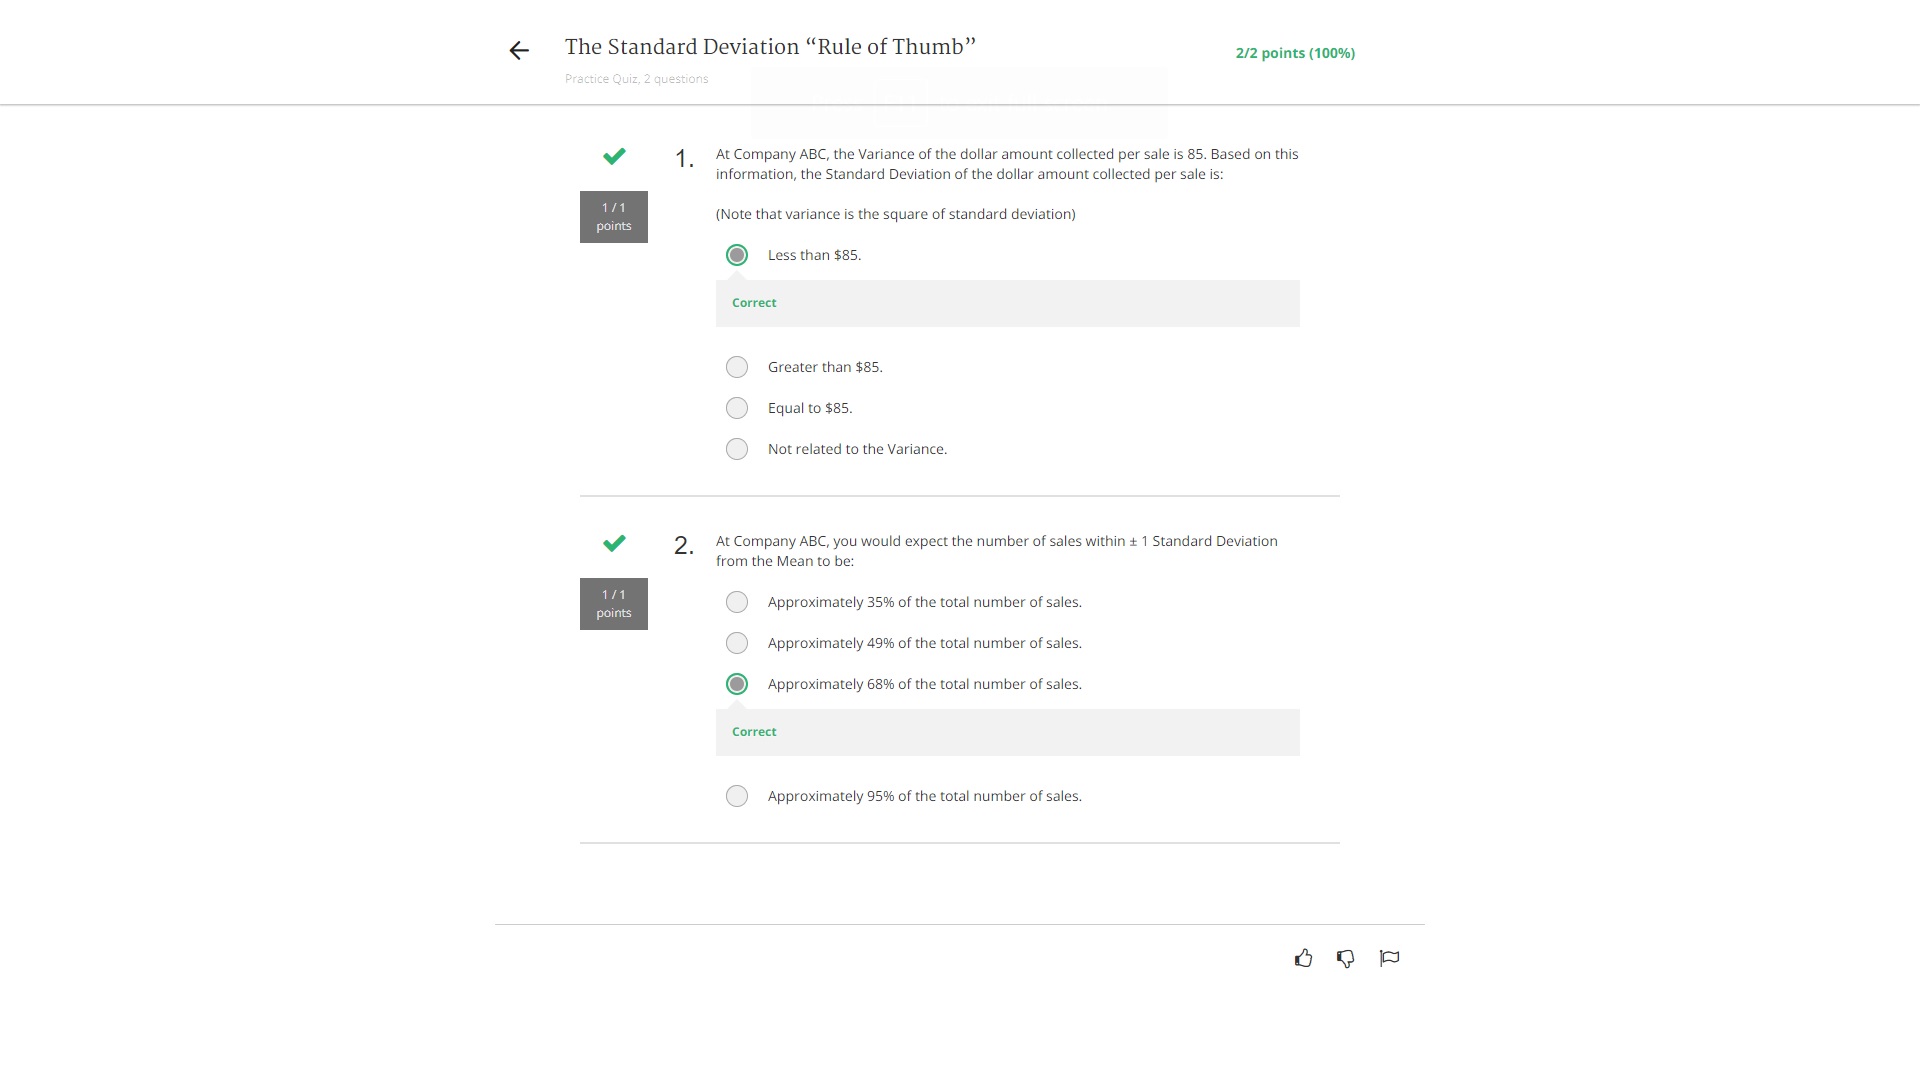 The Standard Deviation “Rule of Thumb”
2/2 points (100%)
Practice Quiz, 2 questions
1.
At Company ABC, the Variance of the dollar amount collected per sale is 85. Based on this
information, the Standard Deviation of the dollar amount collected per sale is:
1 / 1
points
(Note that variance is the square of standard deviation)
Less than $85.
Correct
Greater than $85.
Equal to $85.
Not related to the Variance.
2.
At Company ABC, you would expect the number of sales within ± 1 Standard Deviation
from the Mean to be:
1 / 1
points
Approximately 35% of the total number of sales.
Approximately 49% of the total number of sales.
Approximately 68% of the total number of sales.
Correct
Approximately 95% of the total number of sales.